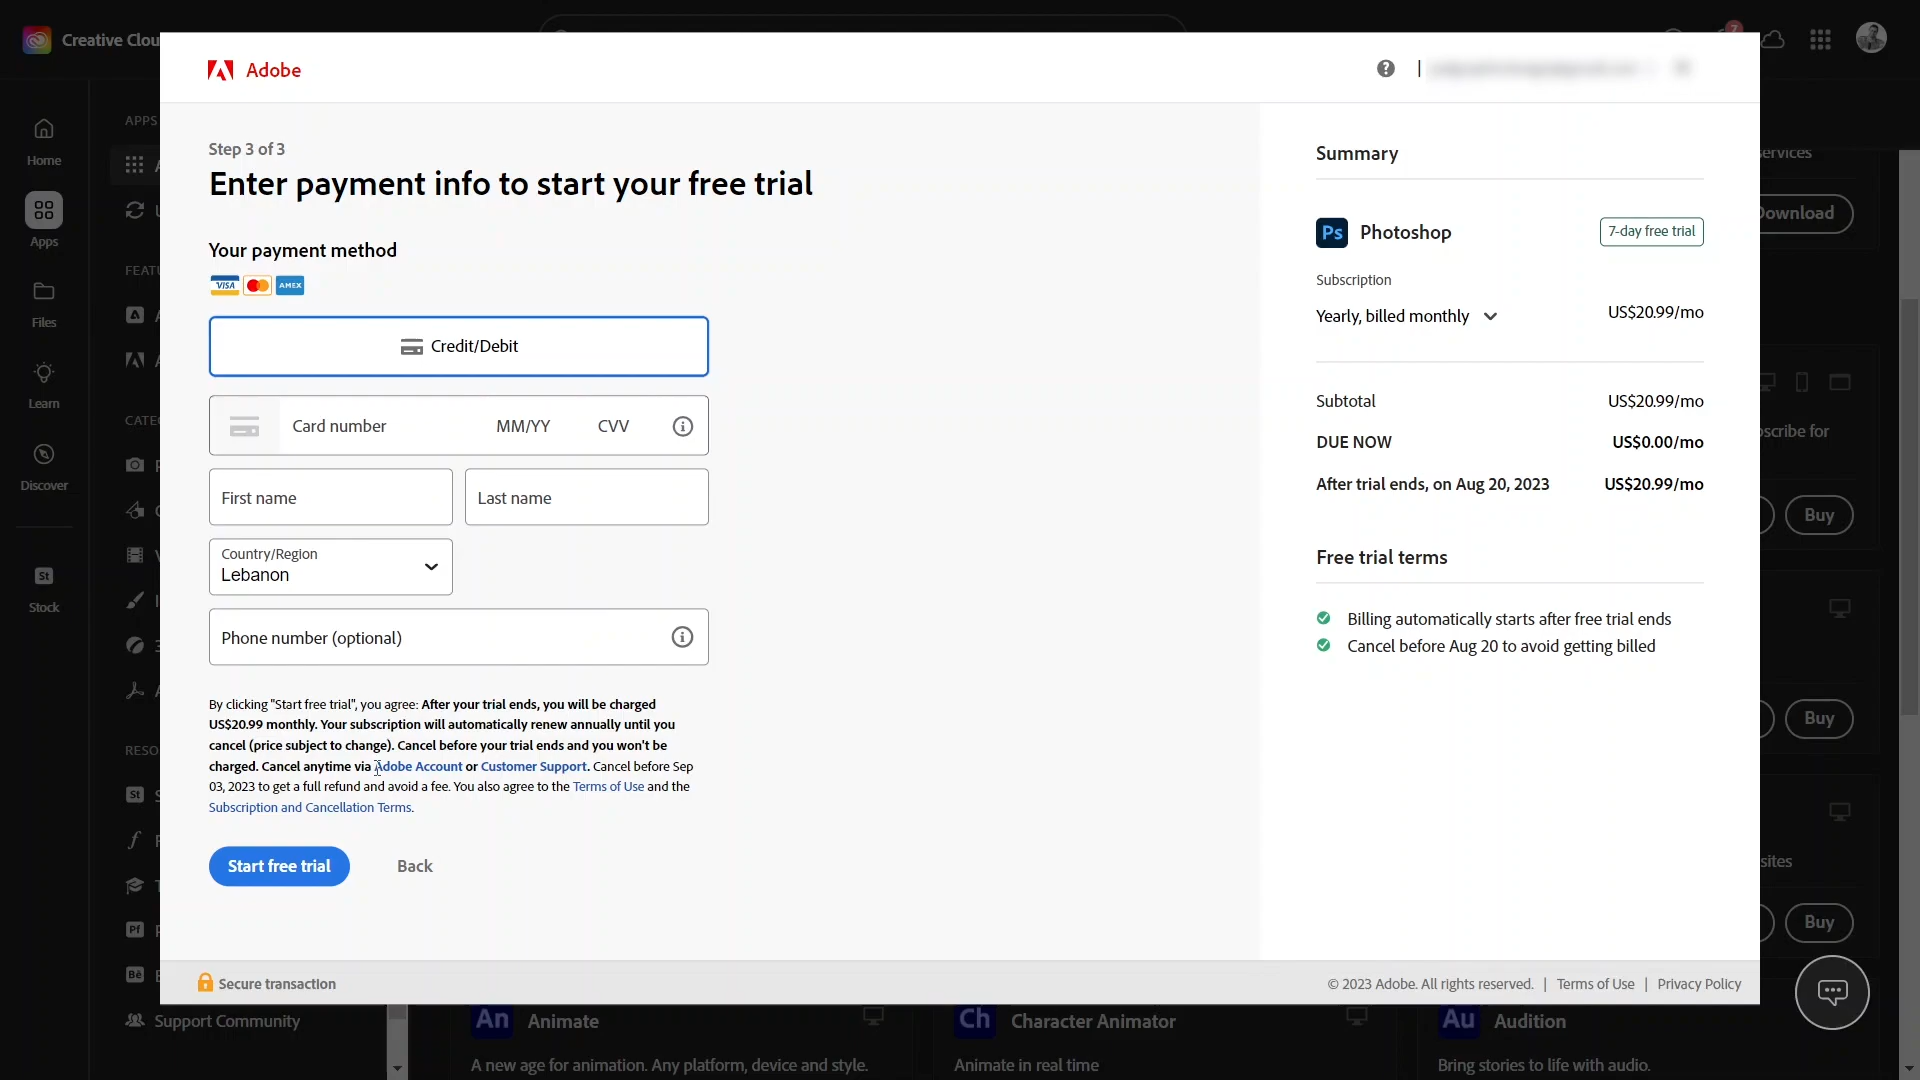 Creative Clou
7
Adobe
Step 3 of 3
Enter payment info to start your free trial
Your payment method
VISA
AMEX
Credit/Debit
Card number MM/YY CVV
First name
Last name
Country/Region
Lebanon
Phone number (optional)
By clicking "Start free trial", you agree: After your trial ends, you will be charged
US$20.99 monthly. Your subscription will automatically renew annually until you
cancel (price subject to change). Cancel before your trial ends and you won't be
charged. Cancel anytime via Adobe Account or Customer Support. Cancel before Sep
03, 2023 to get a full refund and avoid a fee. You also agree to the Terms of Use and the
Subscription and Cancellation Terms.
Start free trial
Back
Summary
Ps Photoshop
7-day free trial
Subscription
Yearly, billed monthly US$20.99/mo
Subtotal US$20.99/mo
DUE NOW US$0.00/mo
After trial ends, on Aug 20, 2023 US$20.99/mo
Free trial terms
Billing automatically starts after free trial ends
Cancel before Aug 20 to avoid getting billed
Secure transaction
© 2023 Adobe. All rights reserved. | Terms of Use | Privacy Policy
Home
Apps
Files
Learn
Discover
St
Stock
APPS
FEATU
CATEG
RESO
St
Pf
Bē
Support Community
ervices
Download
scribe for
Buy
Buy
sites
Buy
An Animate
A new age for animation. Any platform, device and style.
Ch Character Animator
Animate in real time
Au Audition
Bring stories to life with audio.